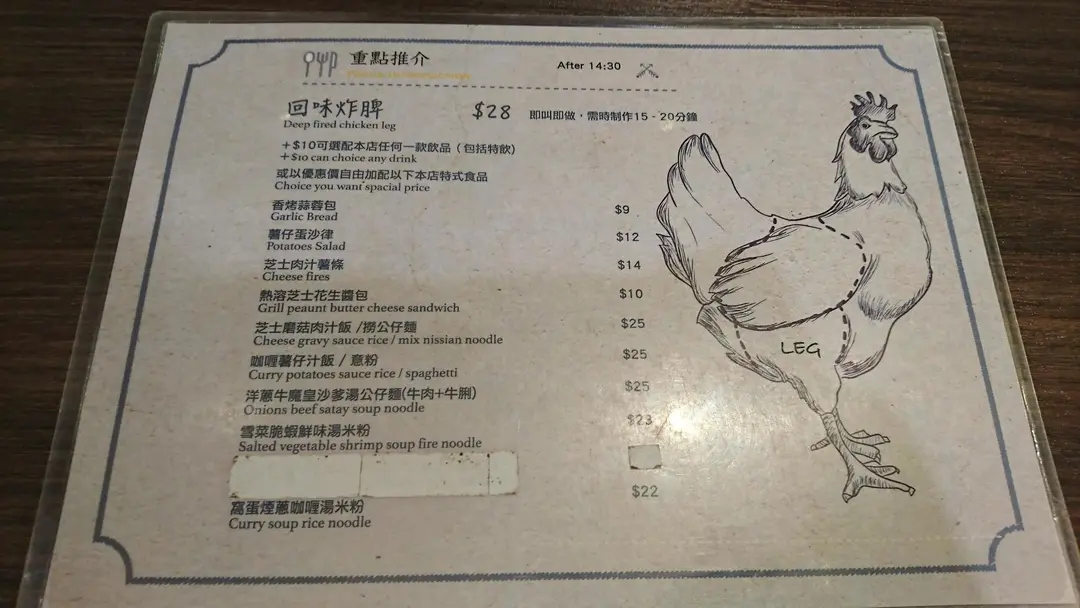 重點推介
After 14:30
回味炸脾 $28 即叫即做，需時制作15 - 20分鐘
Deep fired chicken leg
+$10可選配本店任何一款飲品（包括特飲）
+$10 can choice any drink
或以優惠價自由加配以下本店特式食品
Choice you want spacial price
香烤蒜蓉包 $9
Garlic Bread
薯仔蛋沙律 $12
Potatoes Salad
芝士肉汁薯條 $14
Cheese fires
熱溶芝士花生醬包 $10
Grill peaunt butter cheese sandwich
芝士磨菇肉汁飯 /撈公仔麵 $25
Cheese gravy sauce rice / mix nissian noodle
咖喱薯仔汁飯 / 意粉 $25
Curry potatoes sauce rice / spaghetti
洋蔥牛魔皇沙爹湯公仔麵(牛肉+牛脷) $25
Onions beef satay soup noodle
雪菜脆蝦鮮味湯米粉 $23
Salted vegetable shrimp soup fire noodle
窩蛋煙蔥咖喱湯米粉 $22
Curry soup rice noodle
LEG